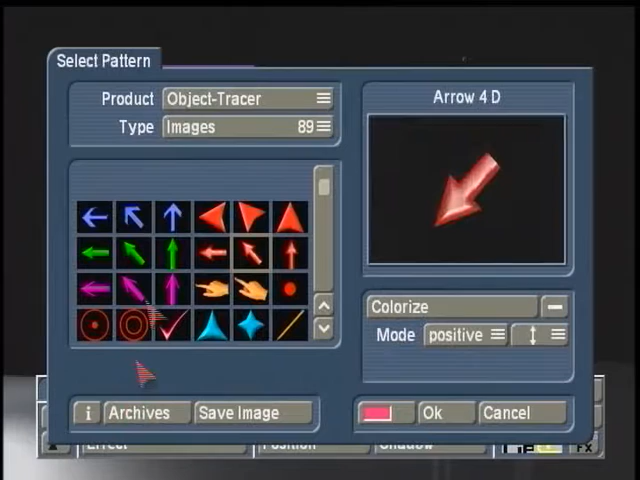 Select Pattern
Product Object-Tracer
Type Images 89
Arrow 4 D
Colorize
Mode positive
i Archives Save Image
Ok Cancel
Effect Position Shadow FX